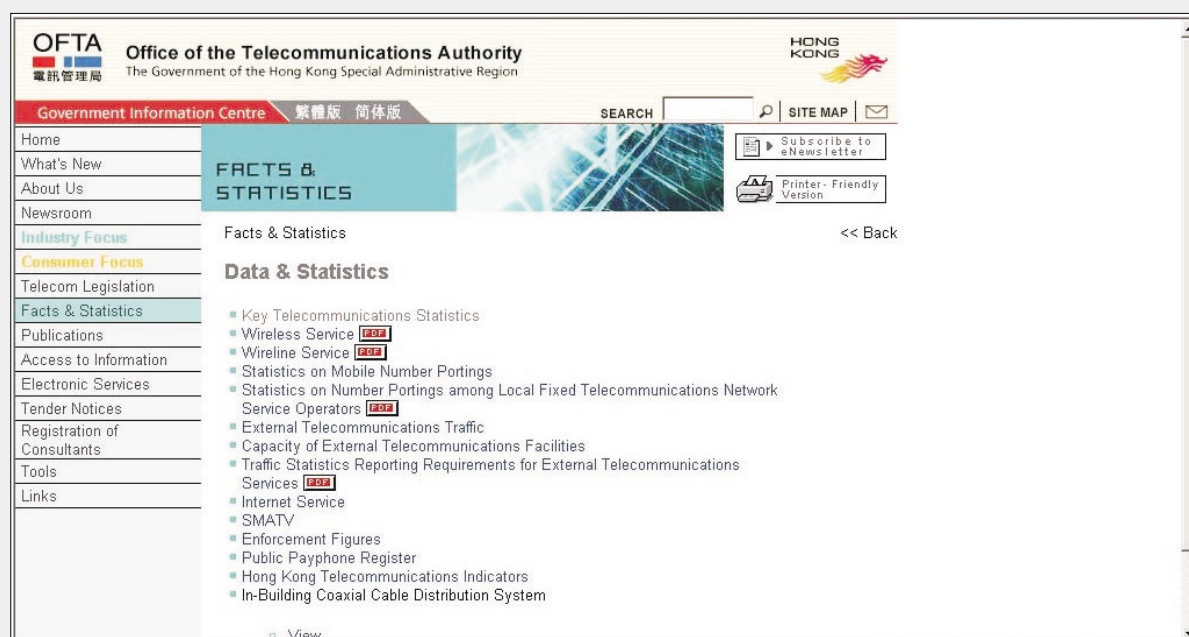 OFTA
電訊管理局
Office of the Telecommunications Authority
The Government of the Hong Kong Special Administrative Region
HONG
KONG
Government Information Centre 繁體版 简体版 SEARCH SITE MAP
Home
What's New
About Us
Newsroom
Industry Focus
Consumer Focus
Telecom Legislation
Facts & Statistics
Publications
Access to Information
Electronic Services
Tender Notices
Registration of
Consultants
Tools
Links
FACTS &
STATISTICS
Subscribe to
eNewsletter
Printer-Friendly
Version
Facts & Statistics << Back
Data & Statistics
Key Telecommunications Statistics
Wireless Service PDF
Wireline Service PDF
Statistics on Mobile Number Portings
Statistics on Number Portings among Local Fixed Telecommunications Network
Service Operators PDF
External Telecommunications Traffic
Capacity of External Telecommunications Facilities
Traffic Statistics Reporting Requirements for External Telecommunications
Services PDF
Internet Service
SMATV
Enforcement Figures
Public Payphone Register
Hong Kong Telecommunications Indicators
In-Building Coaxial Cable Distribution System
View